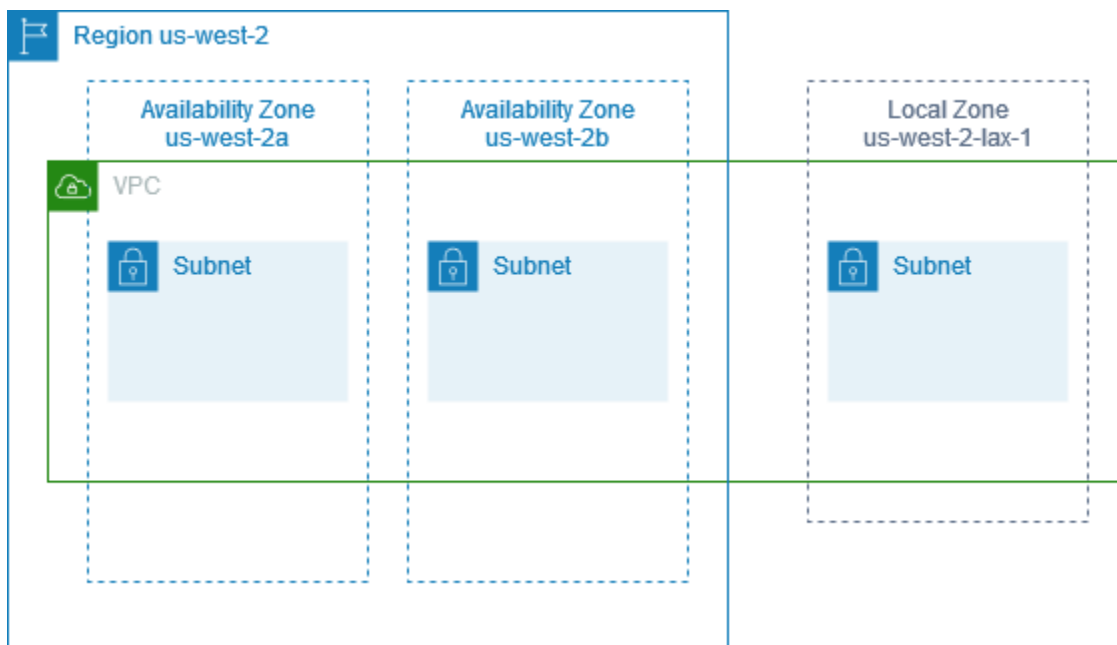 Region us-west-2
Availability Zone
us-west-2a
Availability Zone
us-west-2b
Local Zone
us-west-2-lax-1
VPC
Subnet
Subnet
Subnet